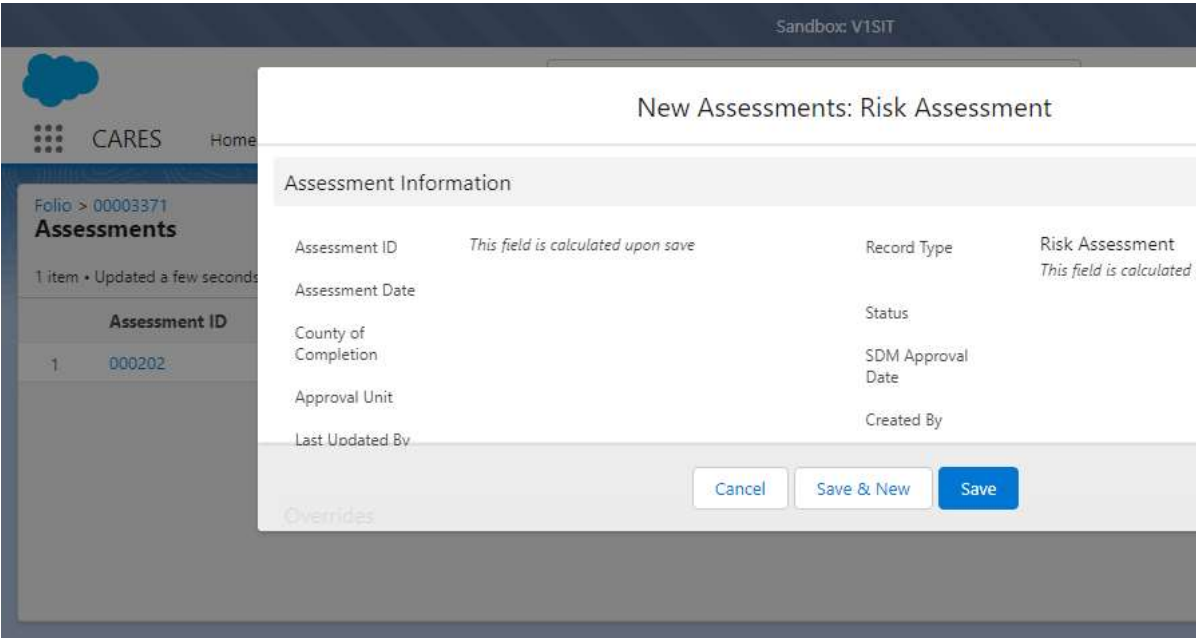 Sandbox: V1SIT
CARES
Home
New Assessments: Risk Assessment
Folio > 00003371
Assessments
1 item • Updated a few seconds
Assessment ID
1 000202
Assessment Information
Assessment ID This field is calculated upon save
Assessment Date
County of
Completion
Approval Unit
Last Updated By
Record Type Risk Assessment
This field is calculated
Status
SDM Approval
Date
Created By
Overrides
Cancel Save & New Save